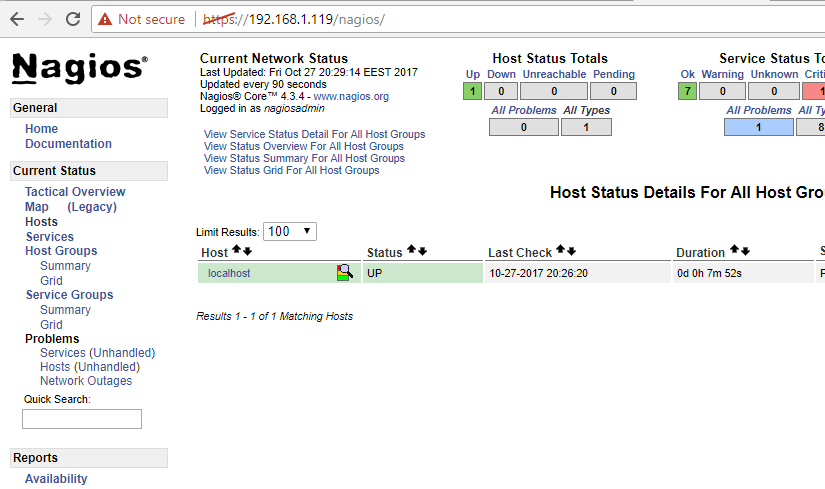 Not secure | https://192.168.1.119/nagios/
Nagios®
General
Home
Documentation
Current Status
Tactical Overview
Map (Legacy)
Hosts
Services
Host Groups
Summary
Grid
Service Groups
Summary
Grid
Problems
Services (Unhandled)
Hosts (Unhandled)
Network Outages
Quick Search:
Reports
Availability
Current Network Status
Last Updated: Fri Oct 27 20:29:14 EEST 2017
Updated every 90 seconds
Nagios® Core™ 4.3.4 - www.nagios.org
Logged in as nagiosadmin
View Service Status Detail For All Host Groups
View Status Overview For All Host Groups
View Status Summary For All Host Groups
View Status Grid For All Host Groups
Host Status Totals
Up Down Unreachable Pending
1 0 0 0
All Problems All Types
0 1
Service Status To
Ok Warning Unknown Criti
7 0 0 1
All Problems All Ty
1 8
Host Status Details For All Host Gro
Limit Results: 100
Host Status Last Check Duration S
localhost UP 10-27-2017 20:26:20 0d 0h 7m 52s
Results 1 - 1 of 1 Matching Hosts